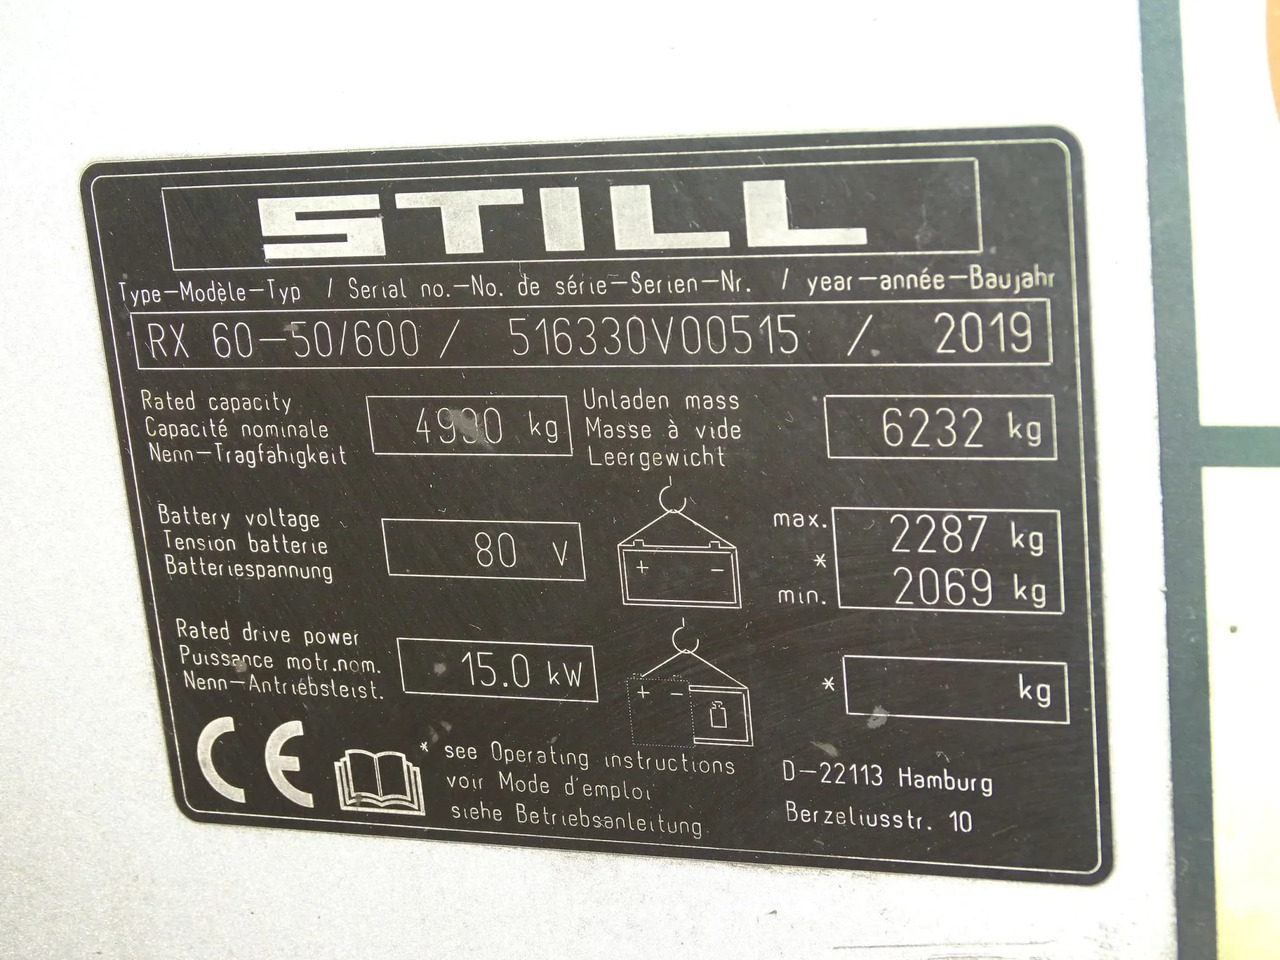 STILL
Type-Modèle-Typ / Serial no.-No. de série-Serien-Nr. / year-année-Baujahr
RX 60-50/600 / 516330V00515 / 2019
Rated capacity
Capacité nominale
Nenn-Tragfähigkeit
4990 kg
Unladen mass
Masse à vide
Leergewicht
6232 kg
Battery voltage
Tension batterie
Batteriespannung
80 V
+ -
max.
*
min.
2287 kg
2069 kg
Rated drive power
Puissance motr.nom.
Nenn-Antriebsleist.
15.0 kW
+ -
* kg
CE
* see Operating instructions
voir Mode d'emploi
siehe Betriebsanleitung
D-22113 Hamburg
Berzeliusstr. 10